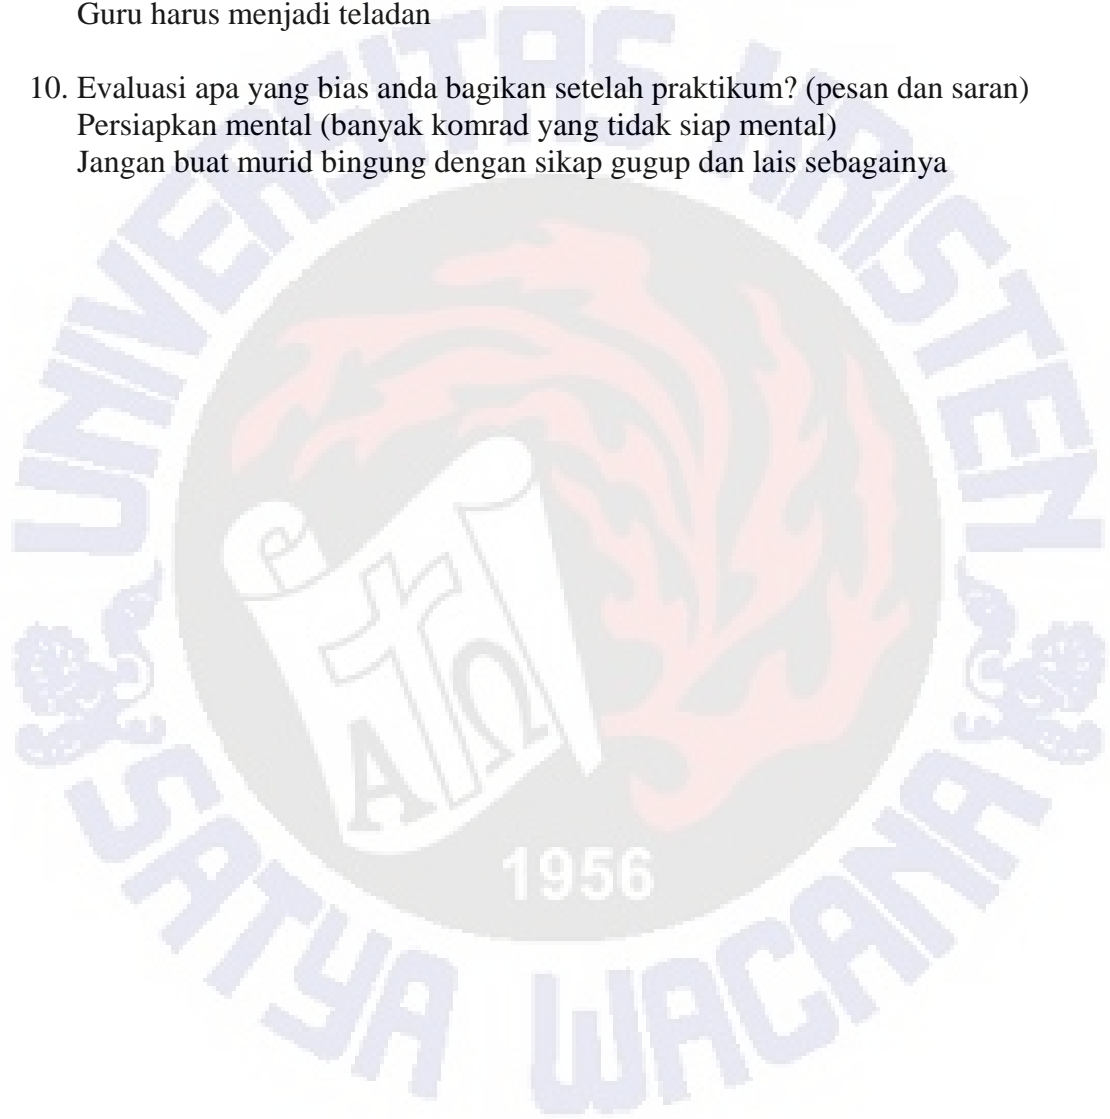 Guru harus menjadi teladan
10. Evaluasi apa yang bias anda bagikan setelah praktikum? (pesan dan saran)
Persiapkan mental (banyak komrad yang tidak siap mental)
Jangan buat murid bingung dengan sikap gugup dan lais sebagainya
UNIVERSITAS KRISTEN
Α Ω
1956
SATYA WACANA